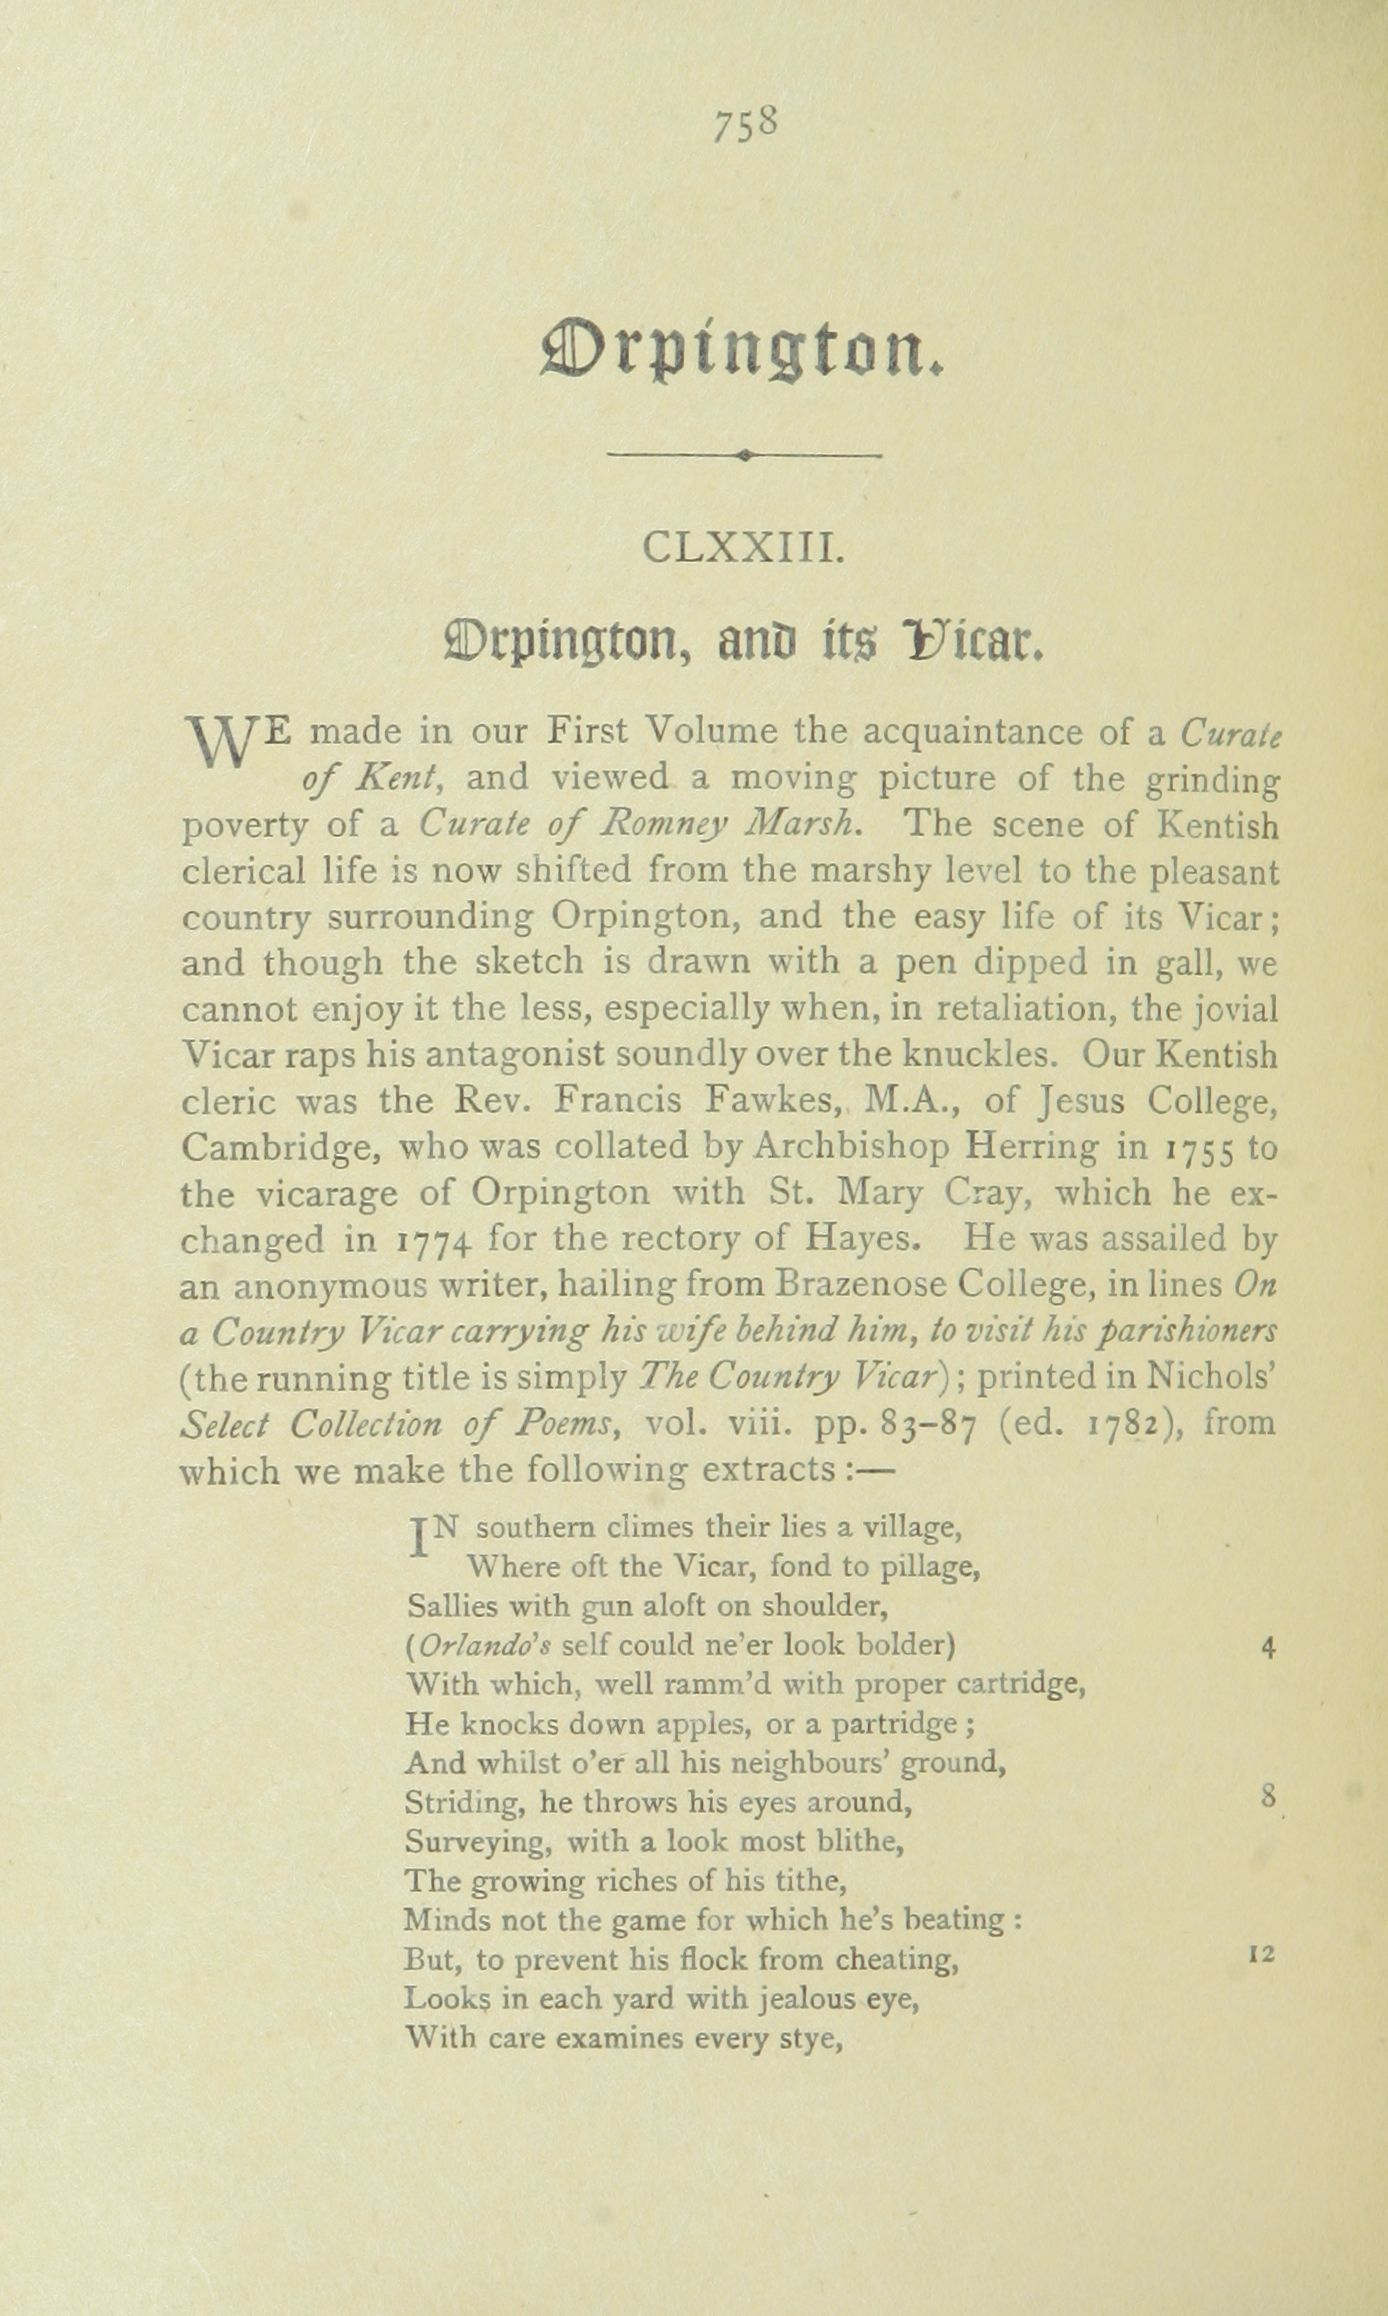 758
Orpington.
CLXXIII.
Orpington, and its Vicar.
WE made in our First Volume the acquaintance of a Curate
of Kent, and viewed a moving picture of the grinding
poverty of a Curate of Romney Marsh. The scene of Kentish
clerical life is now shifted from the marshy level to the pleasant
country surrounding Orpington, and the easy life of its Vicar;
and though the sketch is drawn with a pen dipped in gall, we
cannot enjoy it the less, especially when, in retaliation, the jovial
Vicar raps his antagonist soundly over the knuckles. Our Kentish
cleric was the Rev. Francis Fawkes, M.A., of Jesus College,
Cambridge, who was collated by Archbishop Herring in 1755 to
the vicarage of Orpington with St. Mary Cray, which he ex-
changed in 1774 for the rectory of Hayes. He was assailed by
an anonymous writer, hailing from Brazenose College, in lines On
a Country Vicar carrying his wife behind him, to visit his parishioners
(the running title is simply The Country Vicar); printed in Nichols'
Select Collection of Poems, vol. viii. pp. 83–87 (ed. 1782), from
which we make the following extracts :—
IN southern climes their lies a village,
Where oft the Vicar, fond to pillage,
Sallies with gun aloft on shoulder,
(Orlando's self could ne'er look bolder) 4
With which, well ramm'd with proper cartridge,
He knocks down apples, or a partridge ;
And whilst o'er all his neighbours' ground,
Striding, he throws his eyes around, 8
Surveying, with a look most blithe,
The growing riches of his tithe,
Minds not the game for which he's beating :
But, to prevent his flock from cheating, 12
Looks in each yard with jealous eye,
With care examines every stye,